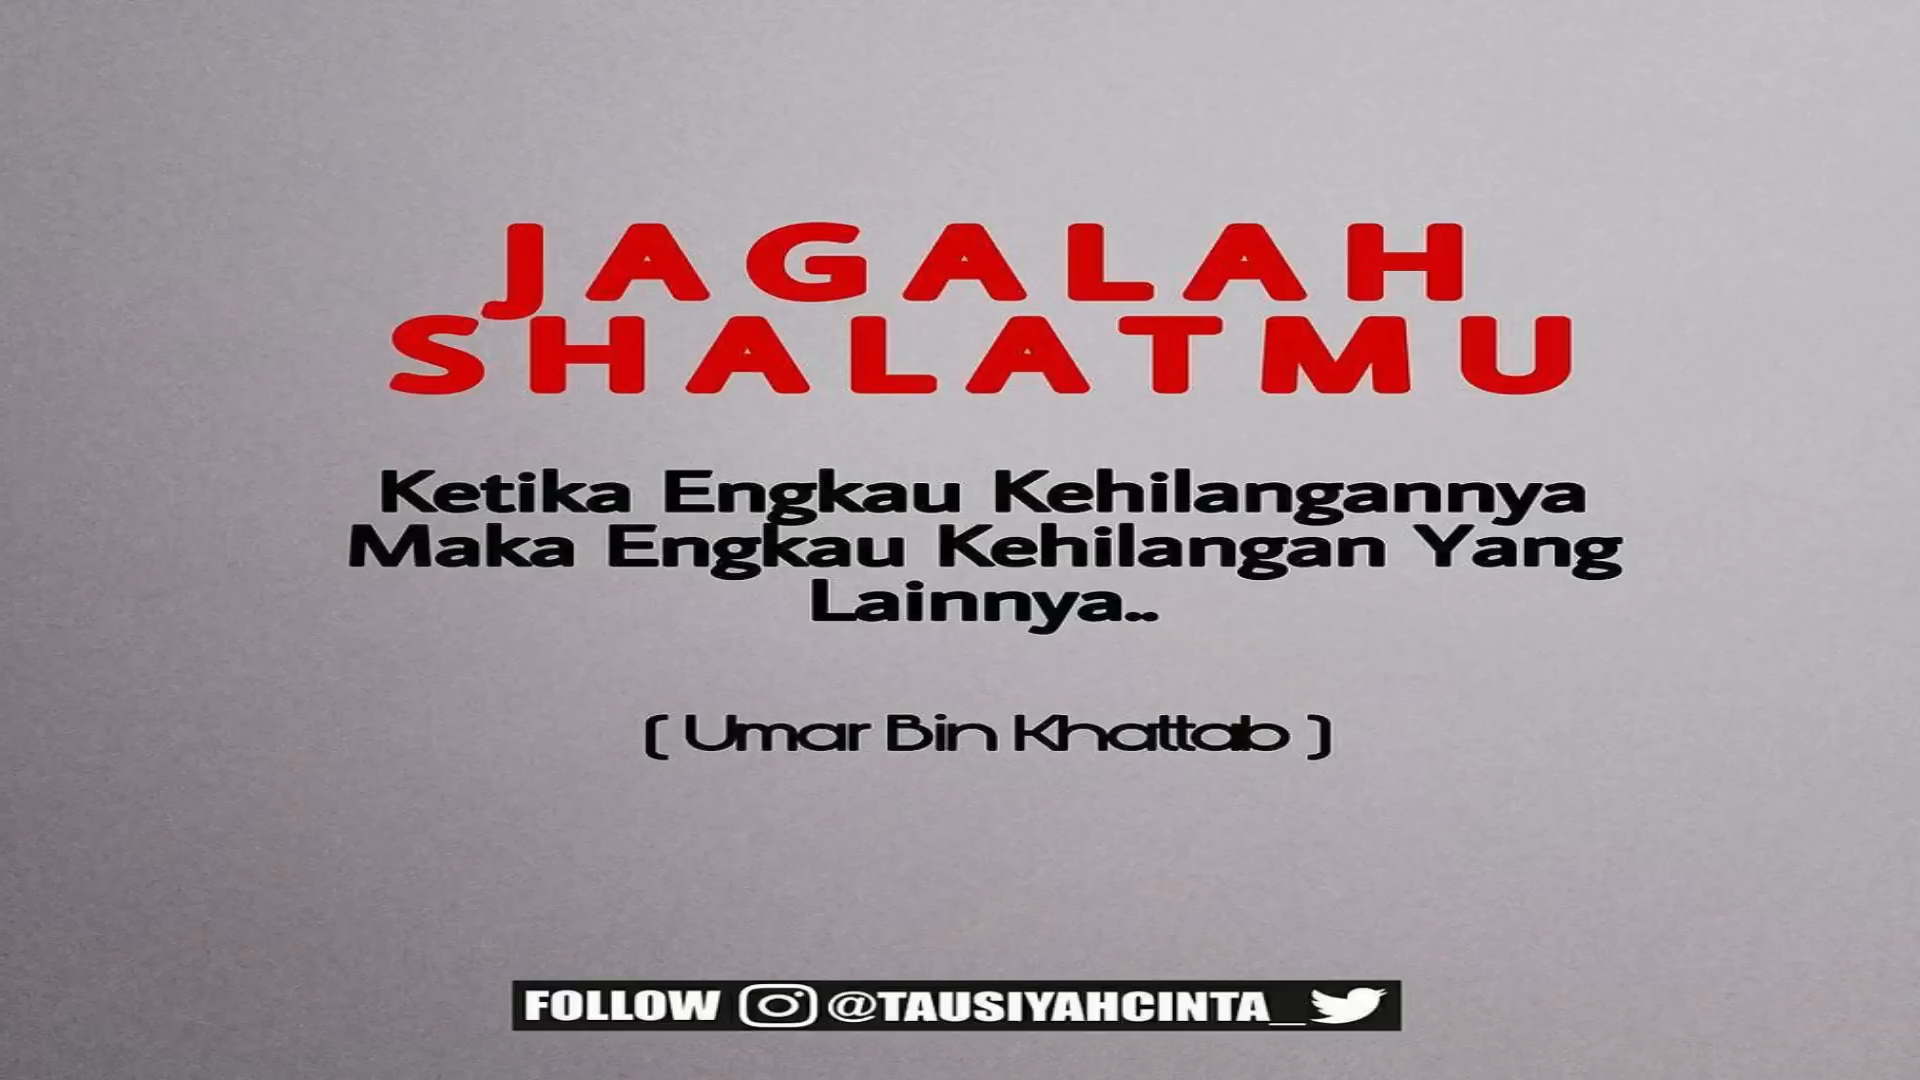 JAGALAH
SHALATMU
Ketika Engkau Kehilangannya
Maka Engkau Kehilangan Yang
Lainnya..
( Umar Bin Khattab )
FOLLOW @TAUSIYAHCINTA_